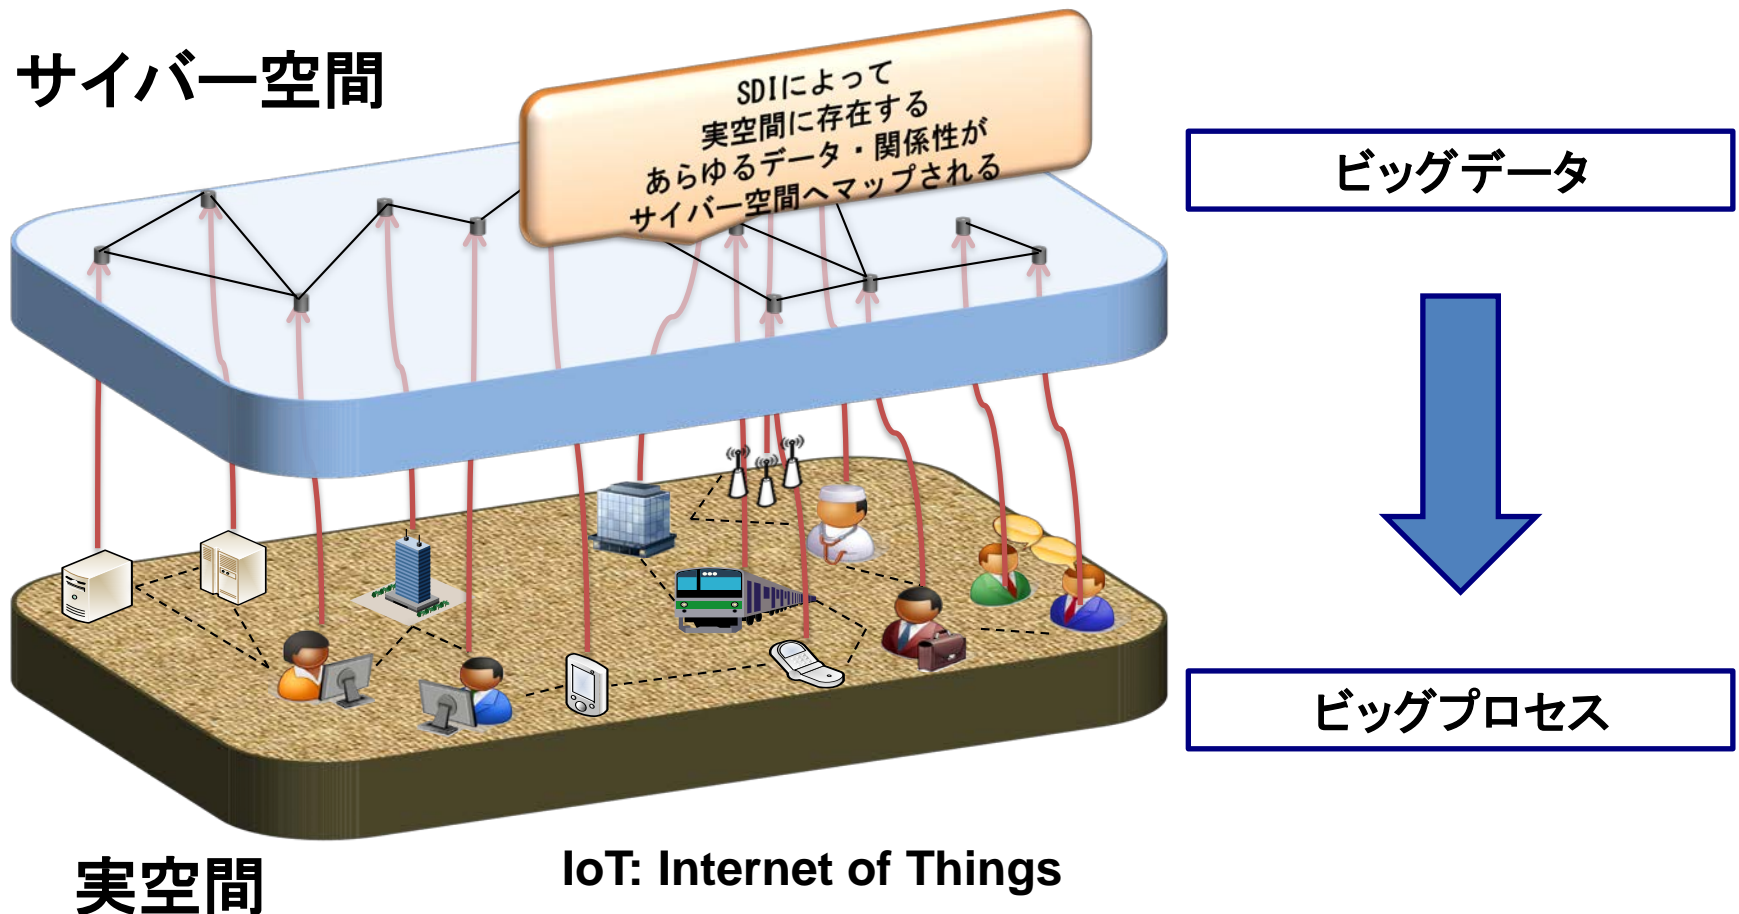 サイバー空間
SDIによって
実空間に存在する
あらゆるデータ・関係性が
サイバー空間へマップされる
ビッグデータ
ビッグプロセス
実空間
IoT: Internet of Things